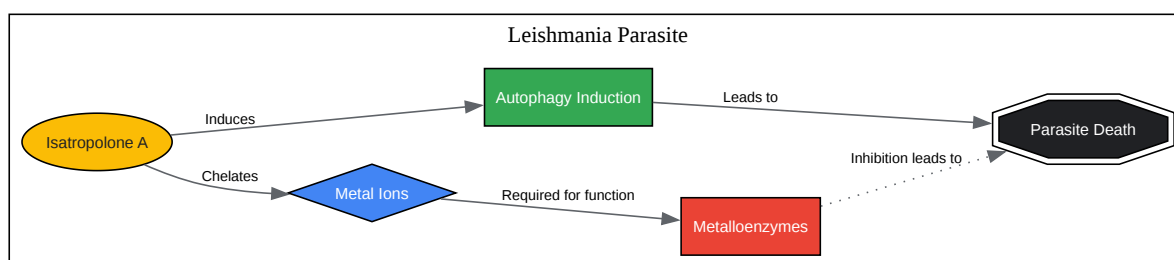 Leishmania Parasite
Isatropolone A
Induces
Autophagy Induction
Leads to
Parasite Death
Chelates
Metal Ions
Required for function
Metalloenzymes
Inhibition leads to